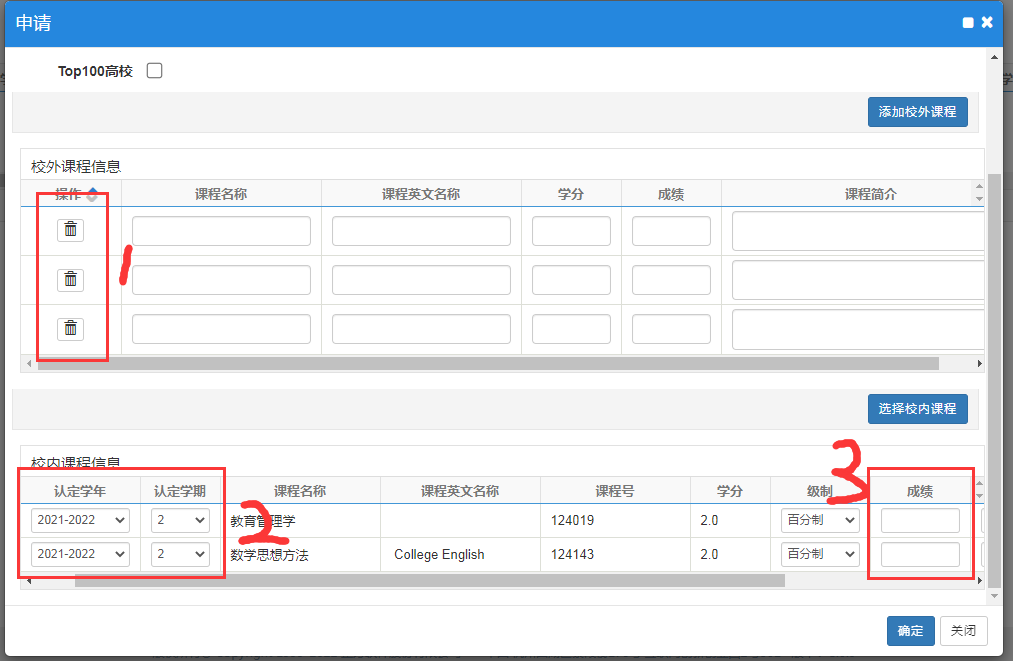 申请
Top100高校
添加校外课程
校外课程信息
操作 课程名称 课程英文名称 学分 成绩 课程简介
1
选择校内课程
校内课程信息
认定学年 认定学期 课程名称 课程英文名称 课程号 学分 级制 成绩
2021-2022 2 教育管理学 124019 2.0 百分制
2021-2022 2 数学思想方法 College English 124143 2.0 百分制
2
3
确定 关闭